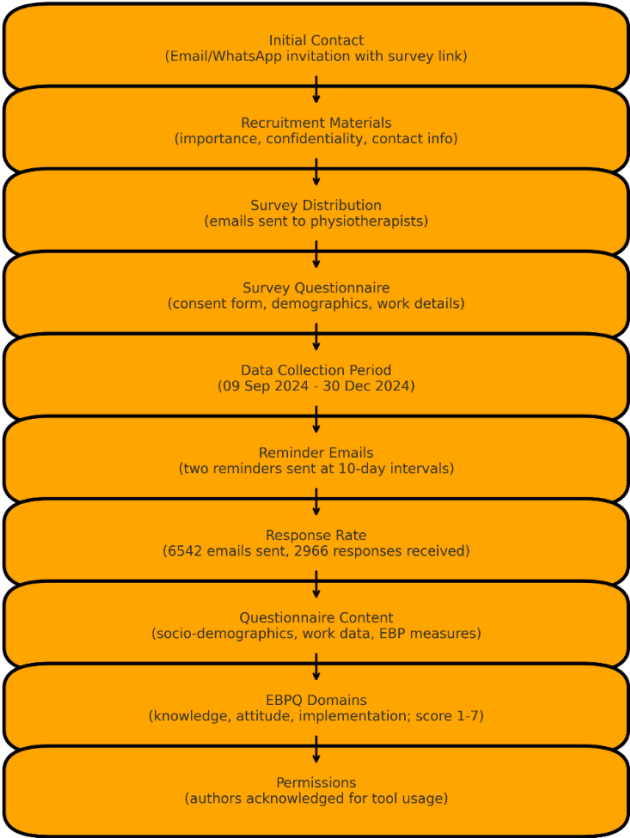 Initial Contact
(Email/WhatsApp invitation with survey link)
Recruitment Materials
(importance, confidentiality, contact info)
Survey Distribution
(emails sent to physiotherapists)
Survey Questionnaire
(consent form, demographics, work details)
Data Collection Period
(09 Sep 2024 - 30 Dec 2024)
Reminder Emails
(two reminders sent at 10-day intervals)
Response Rate
(6542 emails sent, 2966 responses received)
Questionnaire Content
(socio-demographics, work data, EBP measures)
EBPQ Domains
(knowledge, attitude, implementation; score 1-7)
Permissions
(authors acknowledged for tool usage)